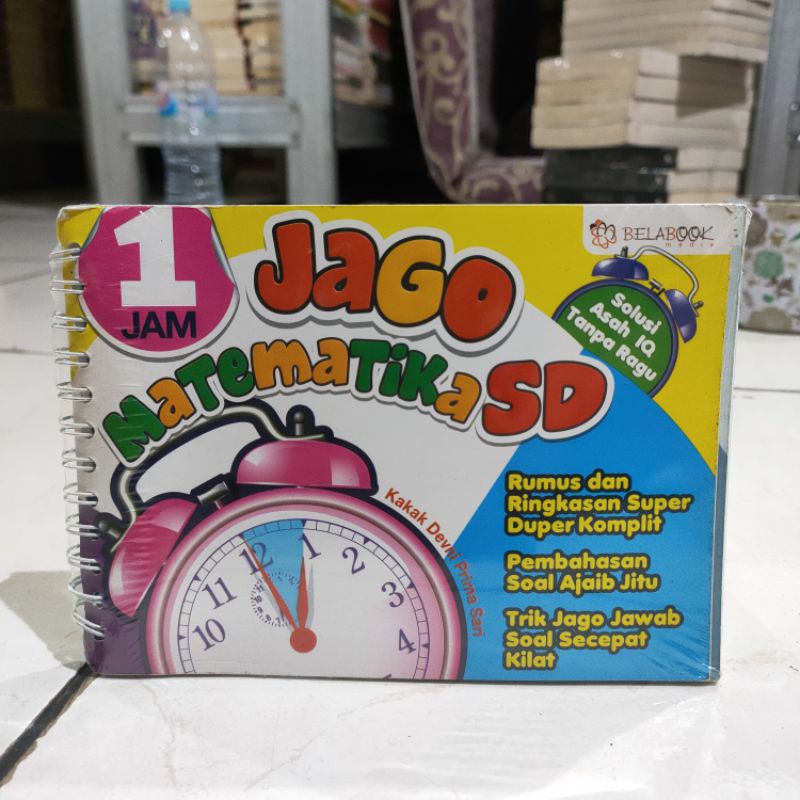 1
JAM
JAGO
MATEMATIKA SD
BELABOOK
media
Solusi
Asah IQ
Tanpa Ragu
Kakak Devni Prima Sari
Rumus dan
Ringkasan Super
Duper Komplit
Pembahasan
Soal Ajaib Jitu
Trik Jago Jawab
Soal Secepat
Kilat
12
1
2
3
4
11
10